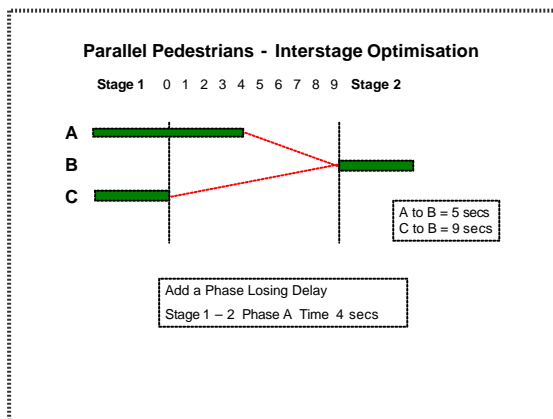 Parallel Pedestrians - Interstage Optimisation
Stage 1 0 1 2 3 4 5 6 7 8 9 Stage 2
A
B
C
A to B = 5 secs
C to B = 9 secs
Add a Phase Losing Delay
Stage 1 – 2 Phase A Time 4 secs